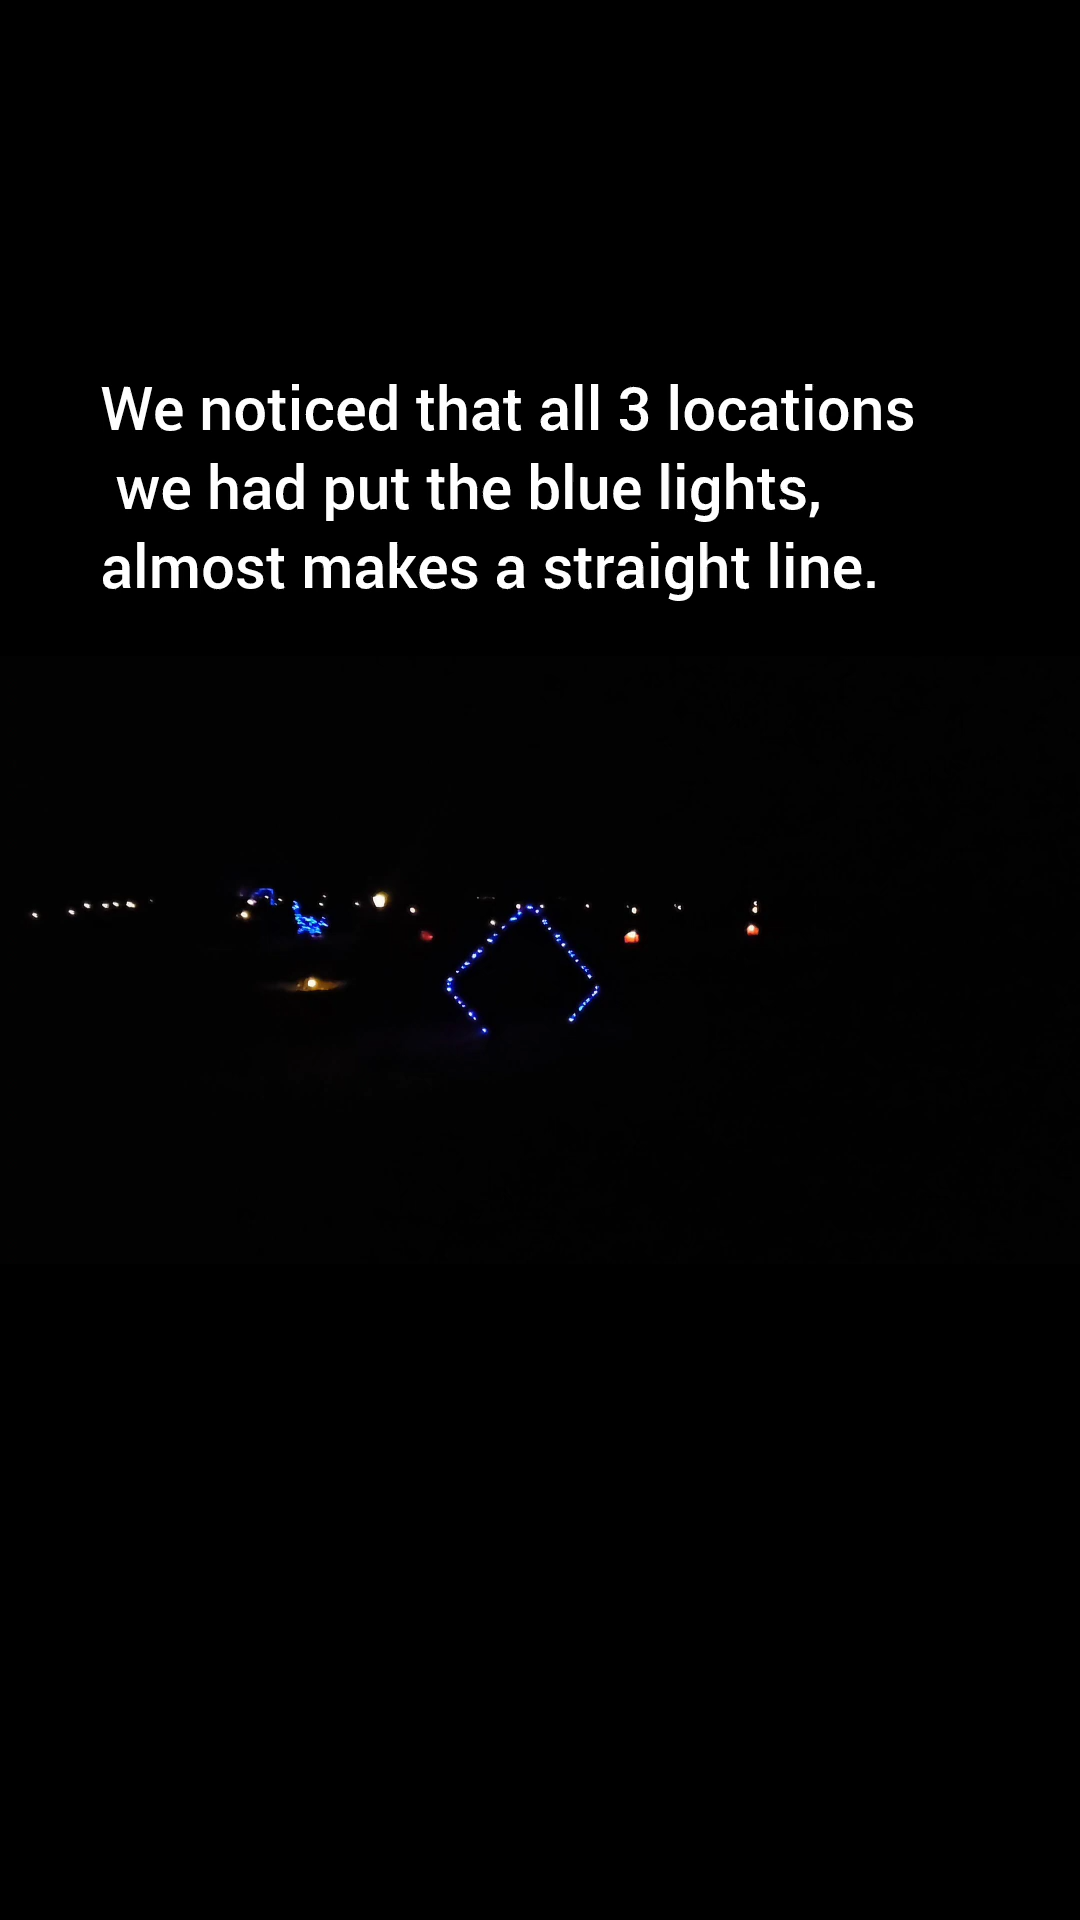 We noticed that all 3 locations
we had put the blue lights,
almost makes a straight line.